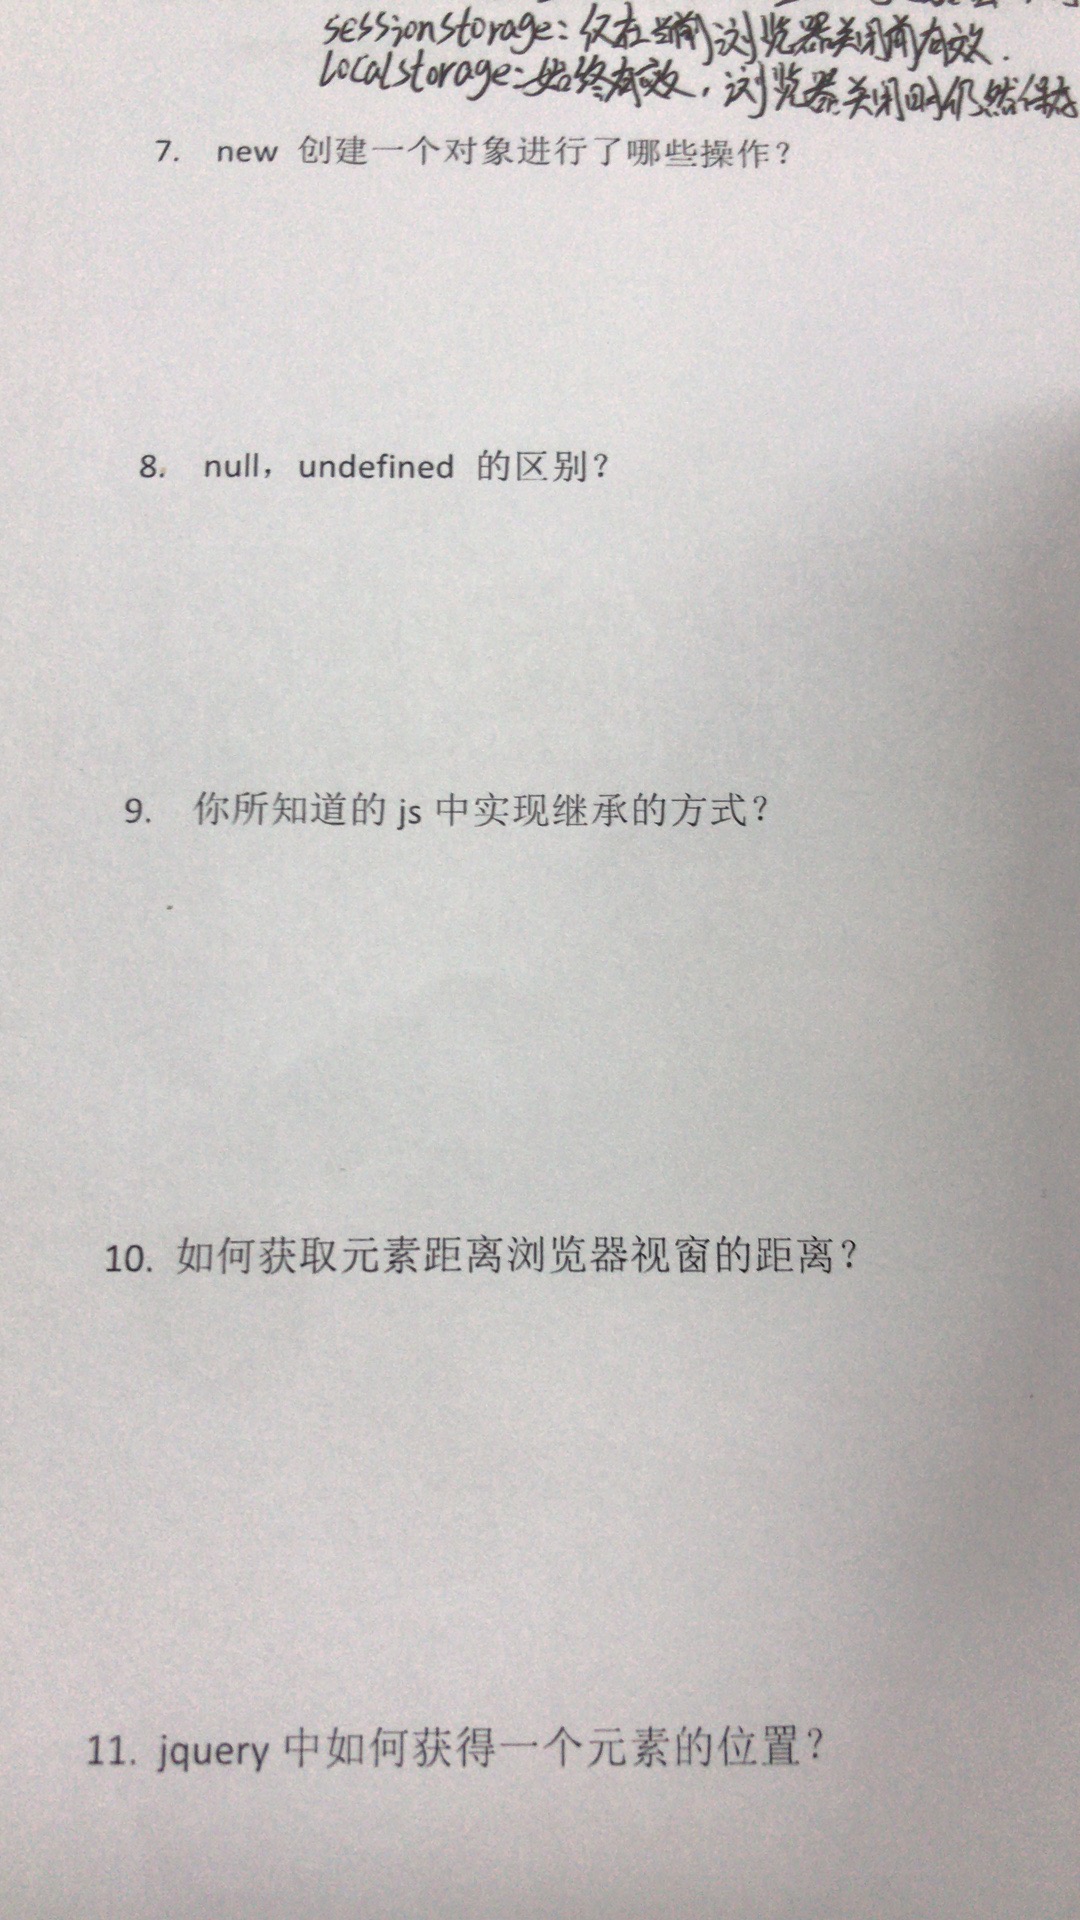 sessionstorage:仅在当前浏览器关闭前有效.
localstorage:始终有效,浏览器关闭时仍然保存
7. new 创建一个对象进行了哪些操作?
8. null,undefined 的区别?
9. 你所知道的 js 中实现继承的方式?
10. 如何获取元素距离浏览器视窗的距离?
11. jquery 中如何获得一个元素的位置?